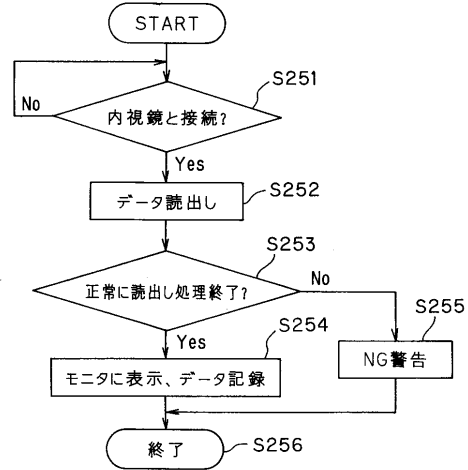 START
S251
内視鏡と接続?
No
Yes
S252
データ読出し
S253
正常に読出し処理終了?
No
Yes
S254
S255
モニタに表示、データ記録
NG警告
終了
S256